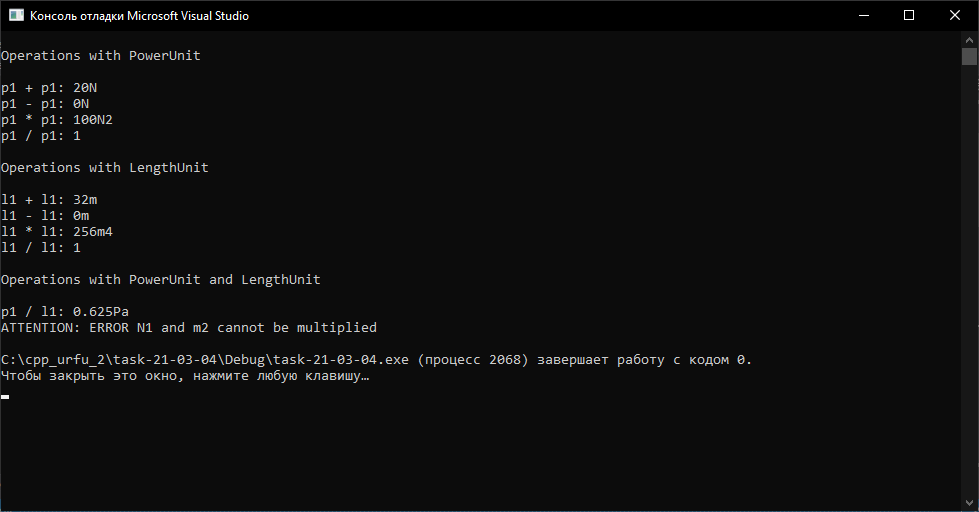 Консоль отладки Microsoft Visual Studio
Operations with PowerUnit
p1 + p1: 20N
p1 - p1: 0N
p1 * p1: 100N2
p1 / p1: 1
Operations with LengthUnit
l1 + l1: 32m
l1 - l1: 0m
l1 * l1: 256m4
l1 / l1: 1
Operations with PowerUnit and LengthUnit
p1 / l1: 0.625Pa
ATTENTION: ERROR N1 and m2 cannot be multiplied
C:\cpp_urfu_2\task-21-03-04\Debug\task-21-03-04.exe (процесс 2068) завершает работу с кодом 0.
Чтобы закрыть это окно, нажмите любую клавишу…